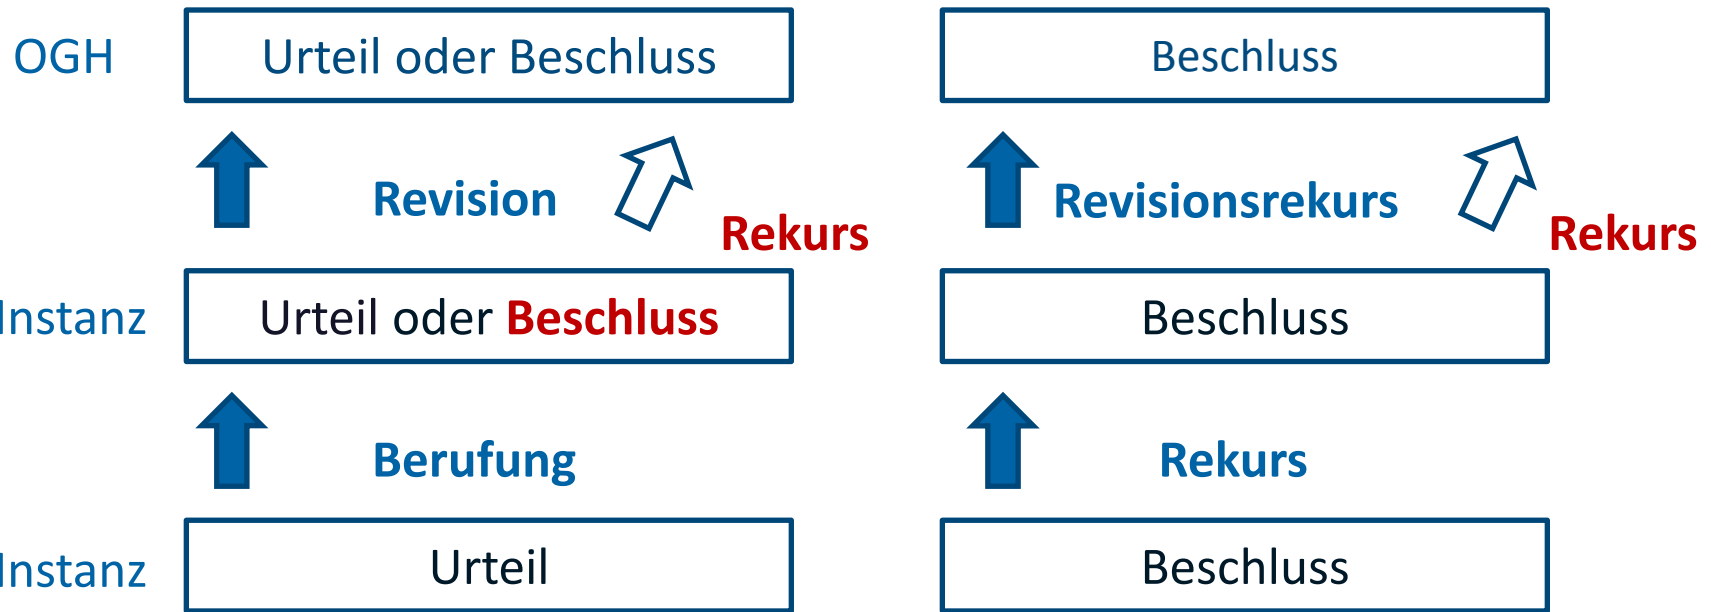 OGH
Urteil oder Beschluss
Beschluss
Revision
Rekurs
Revisionsrekurs
Rekurs
Instanz
Urteil oder Beschluss
Beschluss
Berufung
Rekurs
Instanz
Urteil
Beschluss